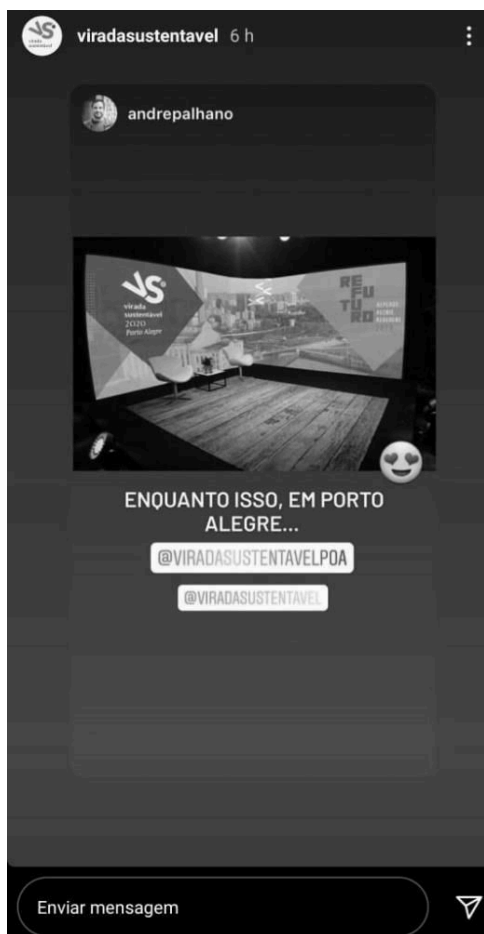 viradasustentavel 6 h
andrepalhano
VS
virada
sustentável
2020
Porto Alegre
RE
FU
TU
RO
ENQUANTO ISSO, EM PORTO
ALEGRE...
@VIRADASUSTENTAVELPOA
@VIRADASUSTENTAVEL
Enviar mensagem